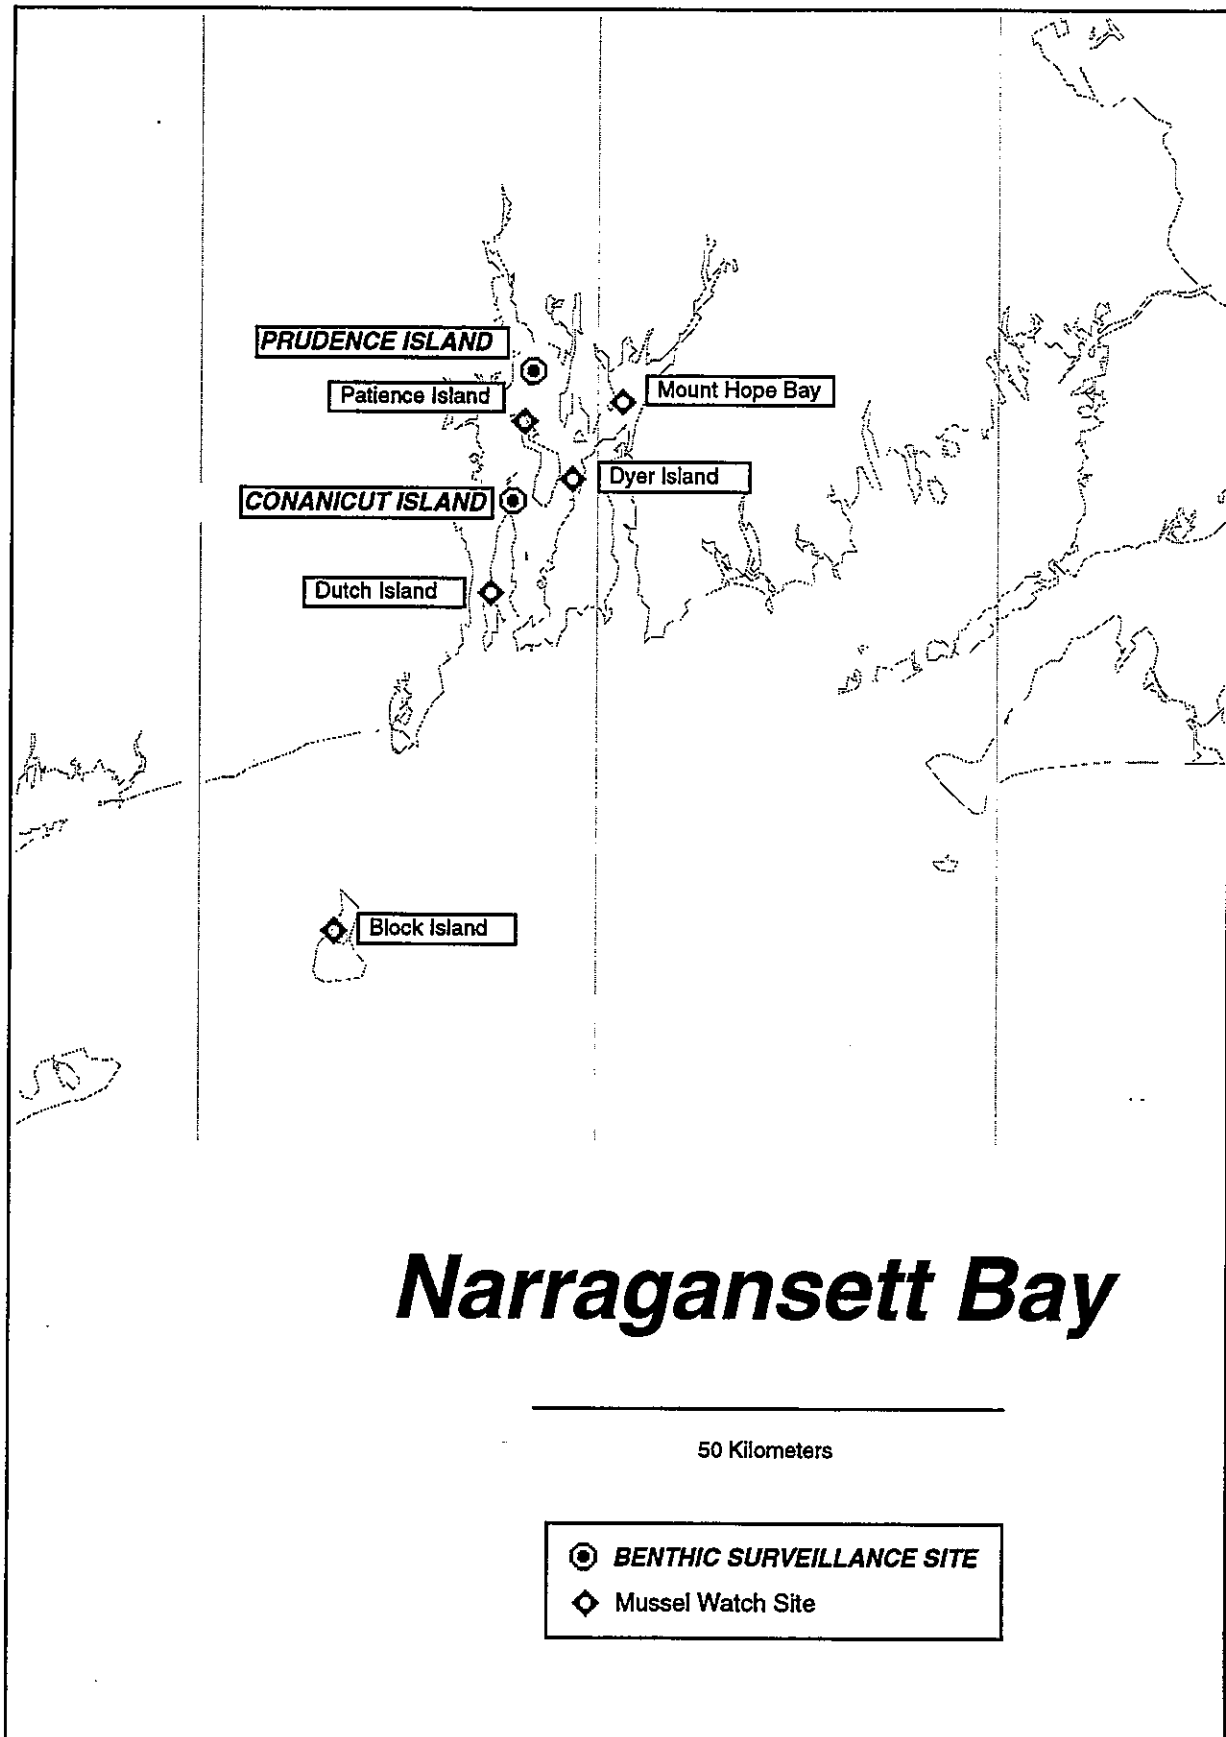 PRUDENCE ISLAND
Patience Island
Mount Hope Bay
Dyer Island
CONANICUT ISLAND
Dutch Island
Block Island
Narragansett Bay
50 Kilometers
BENTHIC SURVEILLANCE SITE
Mussel Watch Site